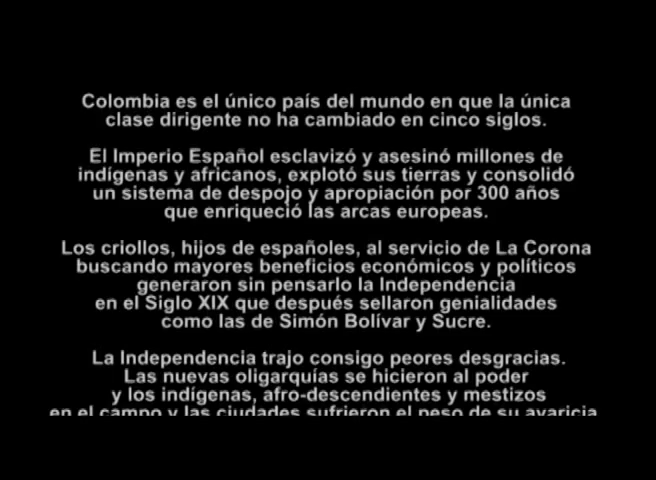 Colombia es el único país del mundo en que la única
clase dirigente no ha cambiado en cinco siglos.
El Imperio Español esclavizó y asesinó millones de
indígenas y africanos, explotó sus tierras y consolidó
un sistema de despojo y apropiación por 300 años
que enriqueció las arcas europeas.
Los criollos, hijos de españoles, al servicio de La Corona
buscando mayores beneficios económicos y políticos
generaron sin pensarlo la Independencia
en el Siglo XIX que después sellaron genialidades
como las de Simón Bolívar y Sucre.
La Independencia trajo consigo peores desgracias.
Las nuevas oligarquías se hicieron al poder
y los indígenas, afro-descendientes y mestizos
en el campo y las ciudades sufrieron el peso de su avaricia